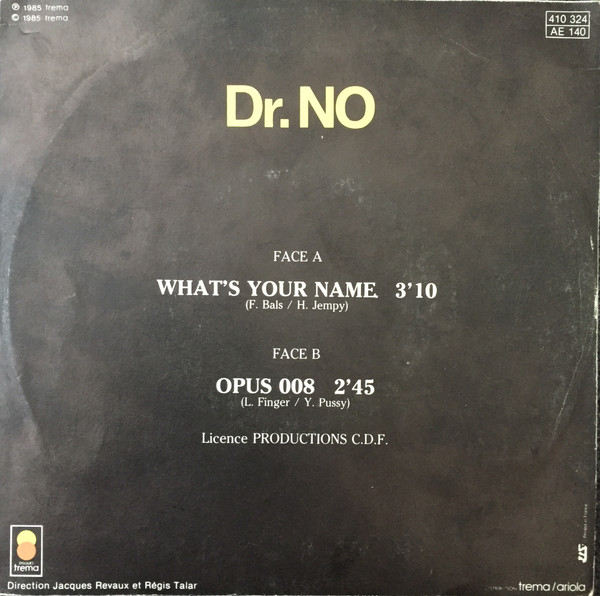 ℗ 1985 trema
© 1985 trema
410 324
AE 140
Dr. NO
FACE A
WHAT'S YOUR NAME 3'10
(F. Bals / H. Jempy)
FACE B
OPUS 008 2'45
(L. Finger / Y. Pussy)
Licence PRODUCTIONS C.D.F.
disques
trema
Direction Jacques Revaux et Régis Talar
trema/ariola